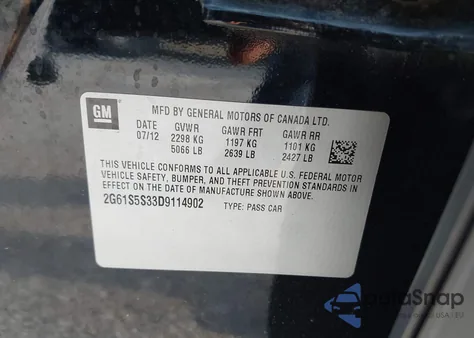 GM
MFD BY GENERAL MOTORS OF CANADA LTD.
DATE GVWR GAWR FRT GAWR RR
07/12 2298 KG 1197 KG 1101 KG
5066 LB 2639 LB 2427 LB
THIS VEHICLE CONFORMS TO ALL APPLICABLE U.S. FEDERAL MOTOR
VEHICLE SAFETY, BUMPER, AND THEFT PREVENTION STANDARDS IN
EFFECT ON THE DATE OF MANUFACTURE SHOWN ABOVE.
2G61S5S33D9114902 TYPE: PASS CAR
AutoSnap
USA / EU